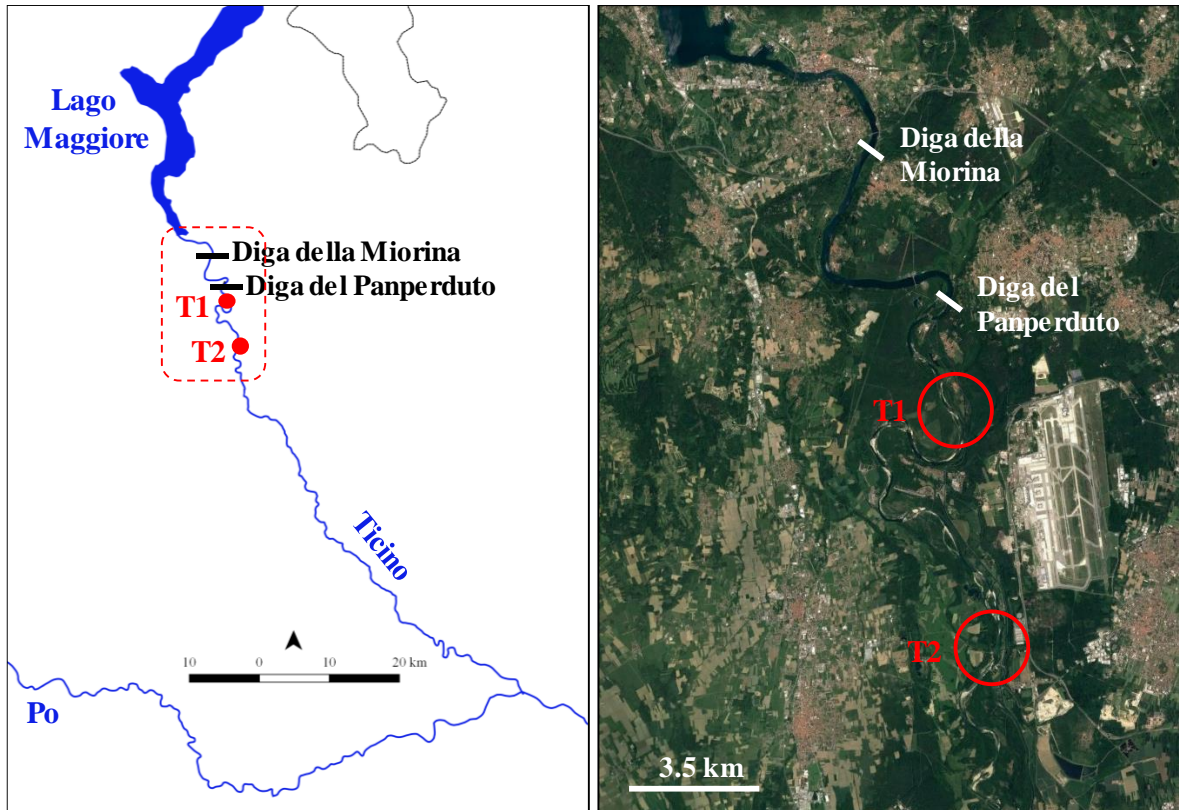 Lago
Maggiore
Diga della Miorina
Diga del Panperduto
T1
T2
Ticino
10 0 10 20 km
Po
Diga della
Miorina
Diga del
Panperduto
T1
T2
3.5 km